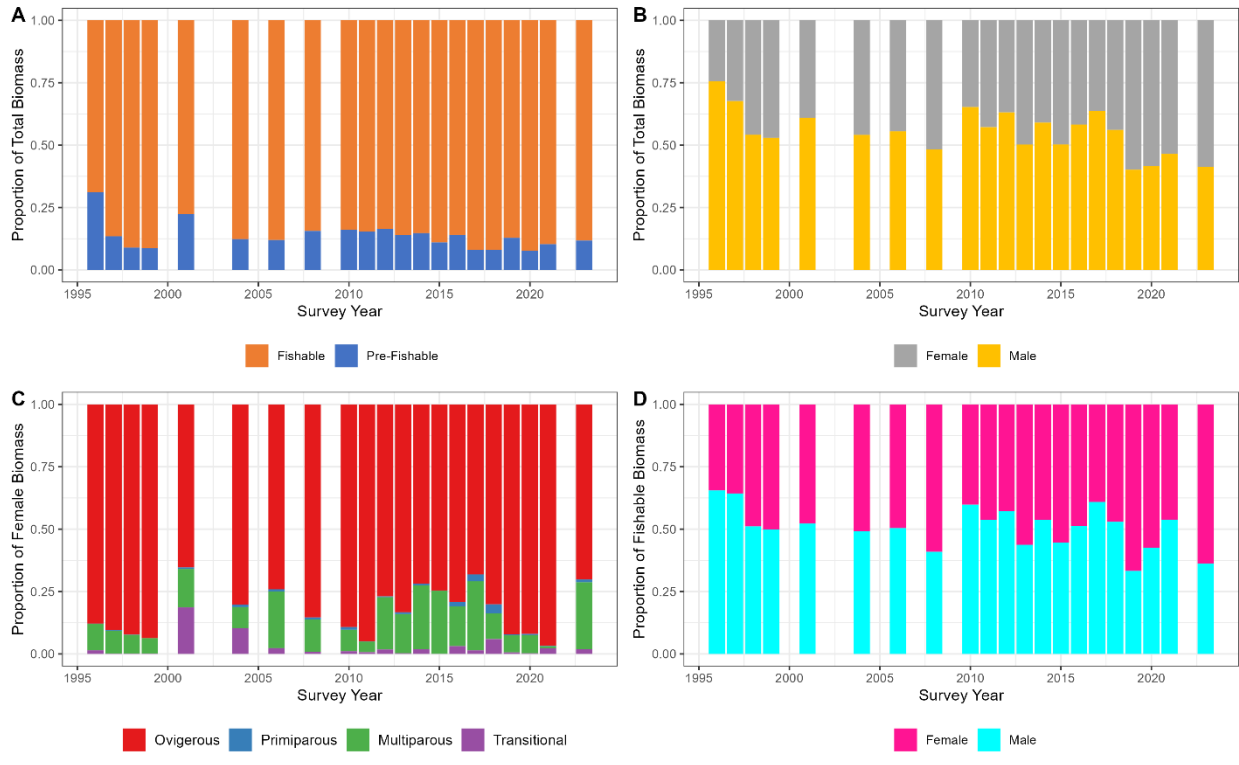 A
Proportion of Total Biomass
1.00
0.75
0.50
0.25
0.00
1995 2000 2005 2010 2015 2020
Survey Year
Fishable Pre-Fishable
B
Proportion of Total Biomass
1.00
0.75
0.50
0.25
0.00
1995 2000 2005 2010 2015 2020
Survey Year
Female Male
C
Proportion of Female Biomass
1.00
0.75
0.50
0.25
0.00
1995 2000 2005 2010 2015 2020
Survey Year
Ovigerous Primiparous Multiparous Transitional
D
Proportion of Fishable Biomass
1.00
0.75
0.50
0.25
0.00
1995 2000 2005 2010 2015 2020
Survey Year
Female Male